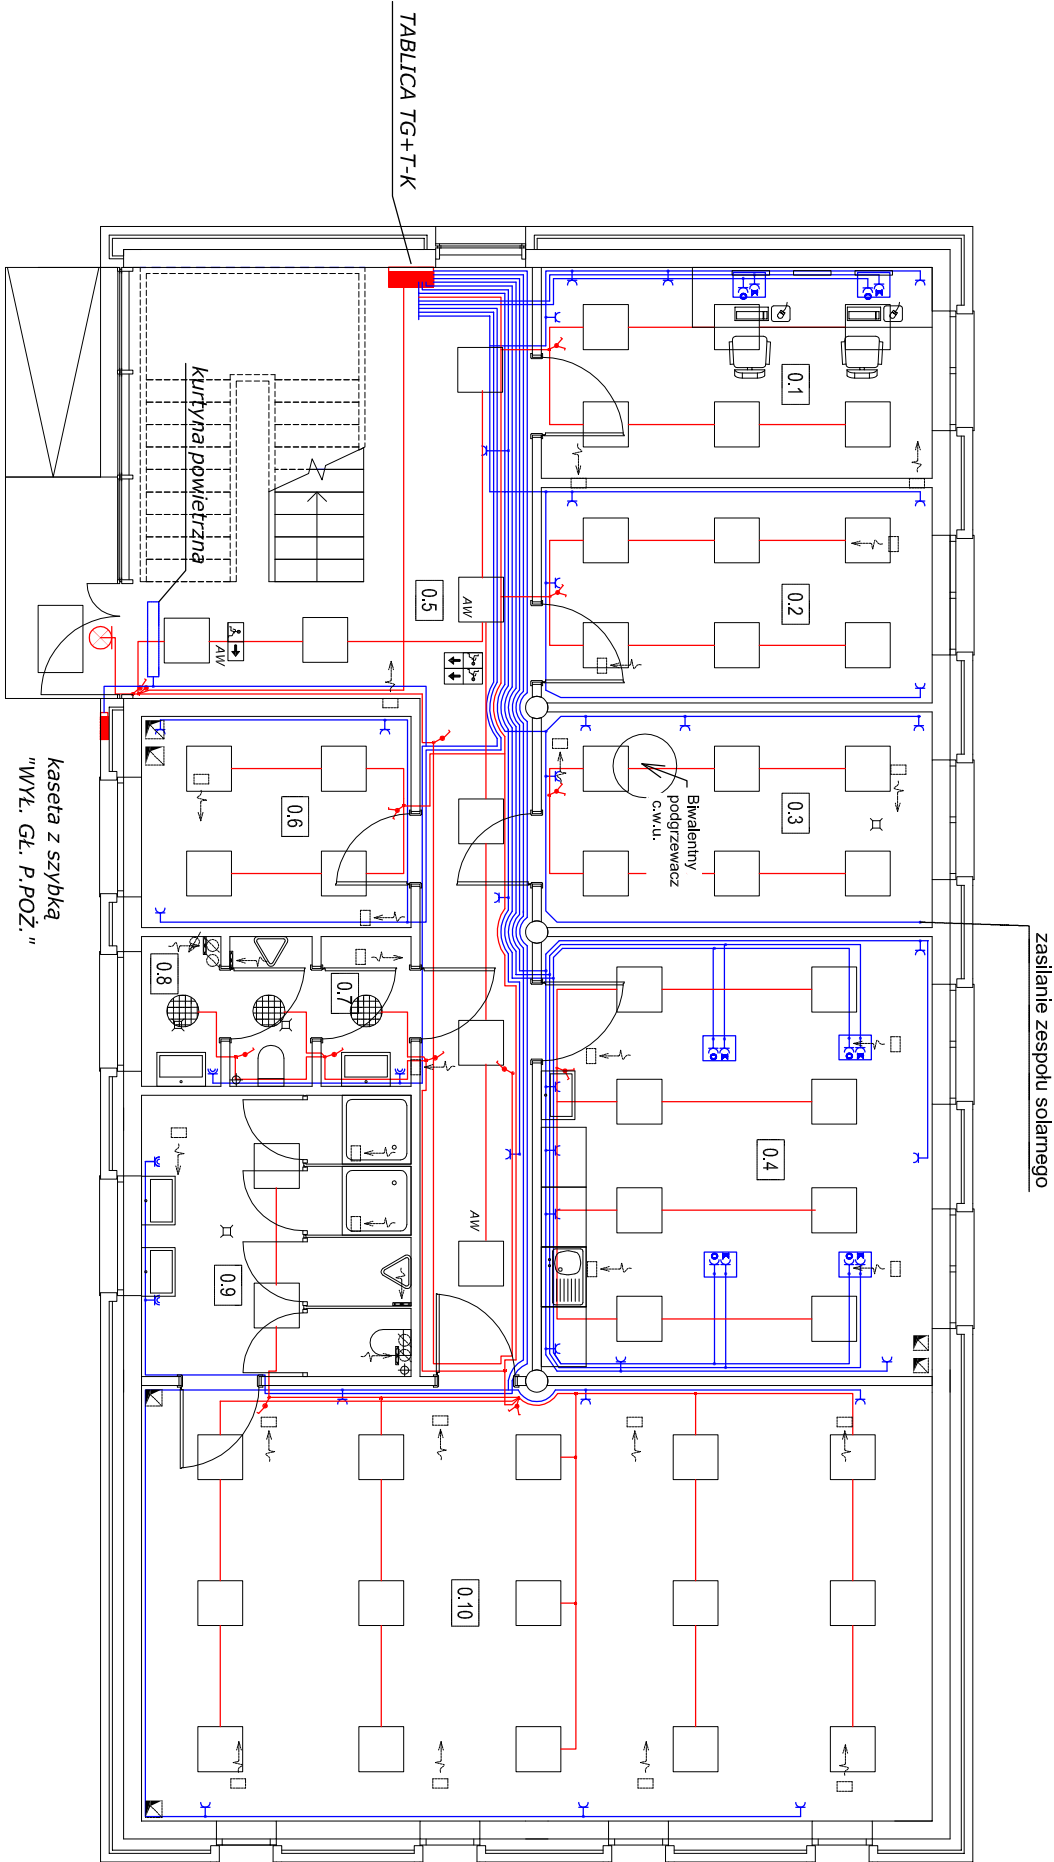 TABLICA TG+T-K
kurtyna powietrzna
0.1
0.2
0.5
AW
AW
0.3
Biwalentny
podgrzewacz
c.w.u.
0.6
kaseta z szybką
"WYŁ. GŁ. P.POŻ."
zasilanie zespołu solarnego
0.8
0.7
0.4
AW
0.9
0.10